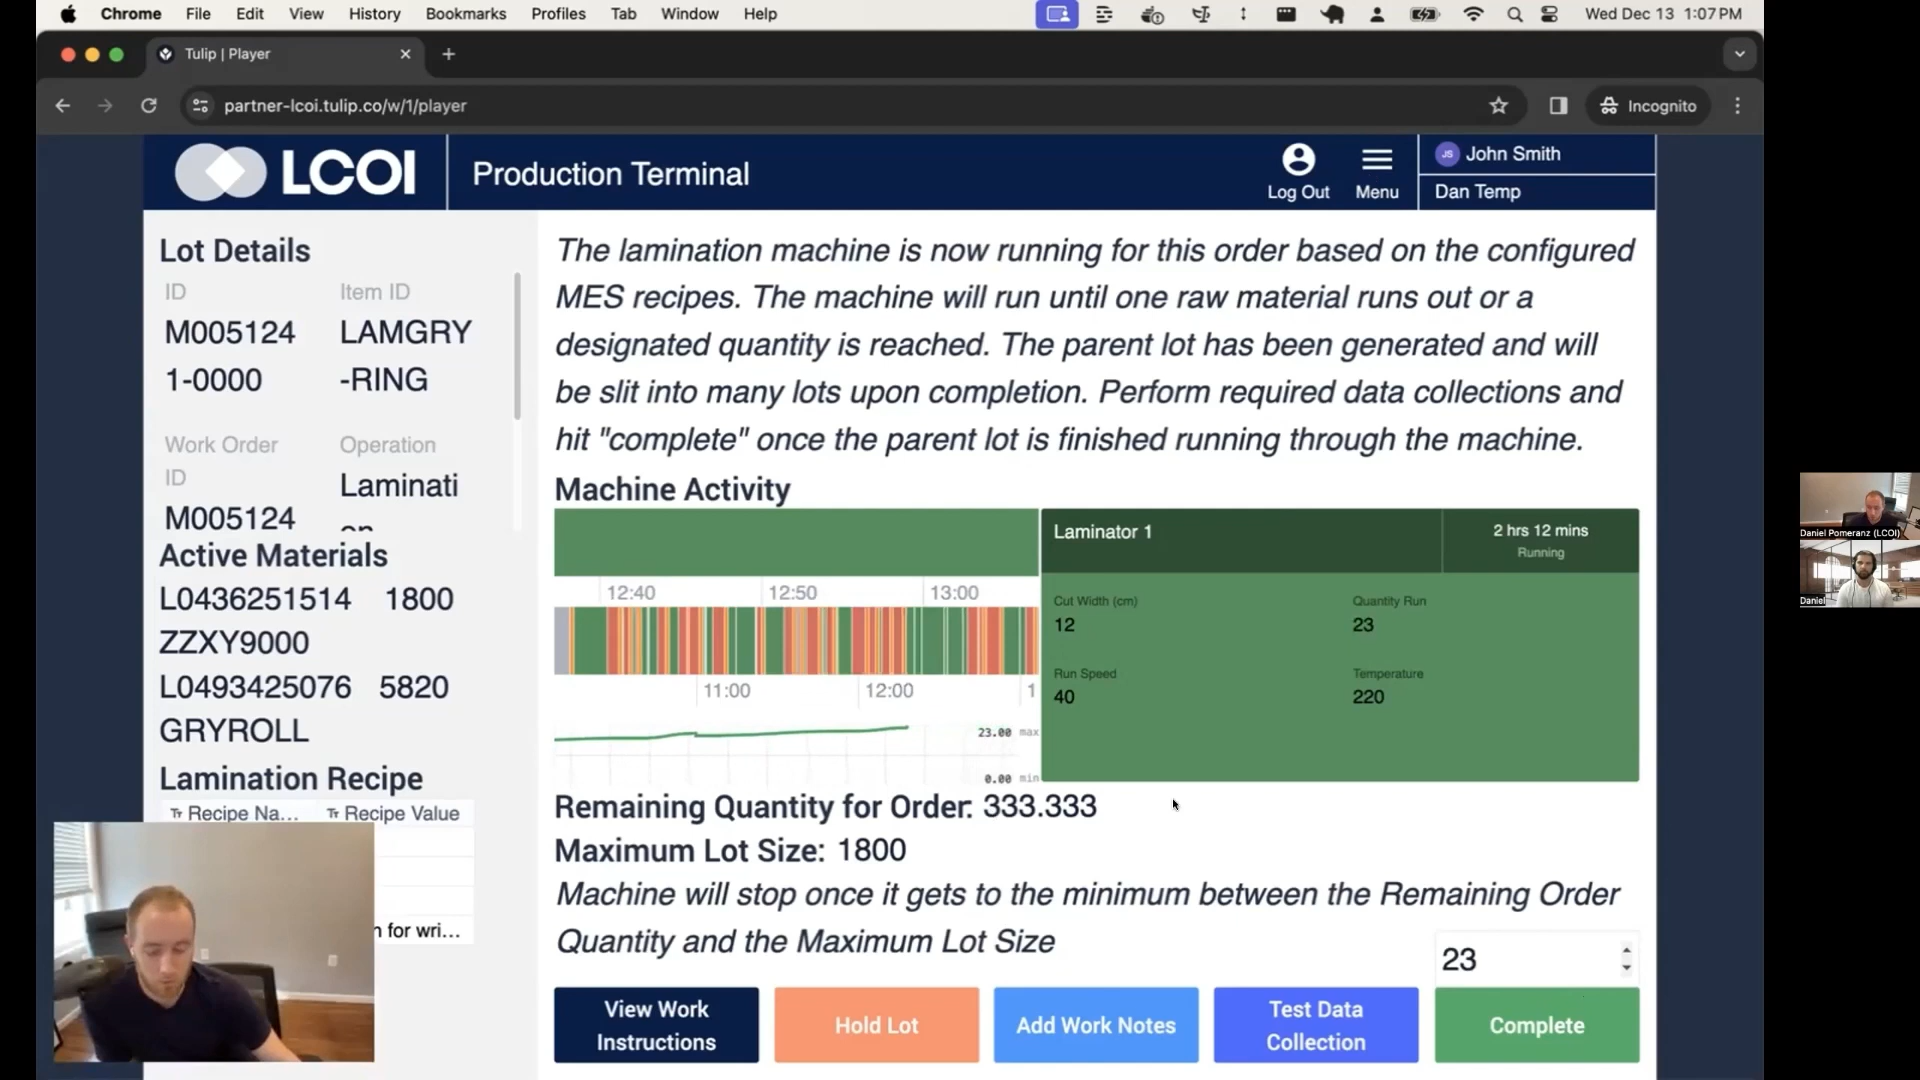 Chrome File Edit View History Bookmarks Profiles Tab Window Help Wed Dec 13 1:07 PM
Tulip | Player
partner-lcoi.tulip.co/w/1/player Incognito
LCOI Production Terminal Log Out Menu JS John Smith
Dan Temp
Lot Details
ID Item ID
M005124 LAMGRY
1-0000 -RING
Work Order Operation
ID Laminati
M005124 on
Active Materials
L0436251514 1800
ZZXY9000
L0493425076 5820
GRYROLL
Lamination Recipe
Tт Recipe Na... Tт Recipe Value
n for wri...
The lamination machine is now running for this order based on the configured
MES recipes. The machine will run until one raw material runs out or a
designated quantity is reached. The parent lot has been generated and will
be slit into many lots upon completion. Perform required data collections and
hit "complete" once the parent lot is finished running through the machine.
Machine Activity
12:40 12:50 13:00
11:00 12:00 1
23.00 max
0.00 min
Laminator 1 2 hrs 12 mins
Running
Cut Width (cm) Quantity Run
12 23
Run Speed Temperature
40 220
Remaining Quantity for Order: 333.333
Maximum Lot Size: 1800
Machine will stop once it gets to the minimum between the Remaining Order
Quantity and the Maximum Lot Size
23
View Work
Instructions
Hold Lot
Add Work Notes
Test Data
Collection
Complete
Daniel Pomeranz (LCOI)
Daniel